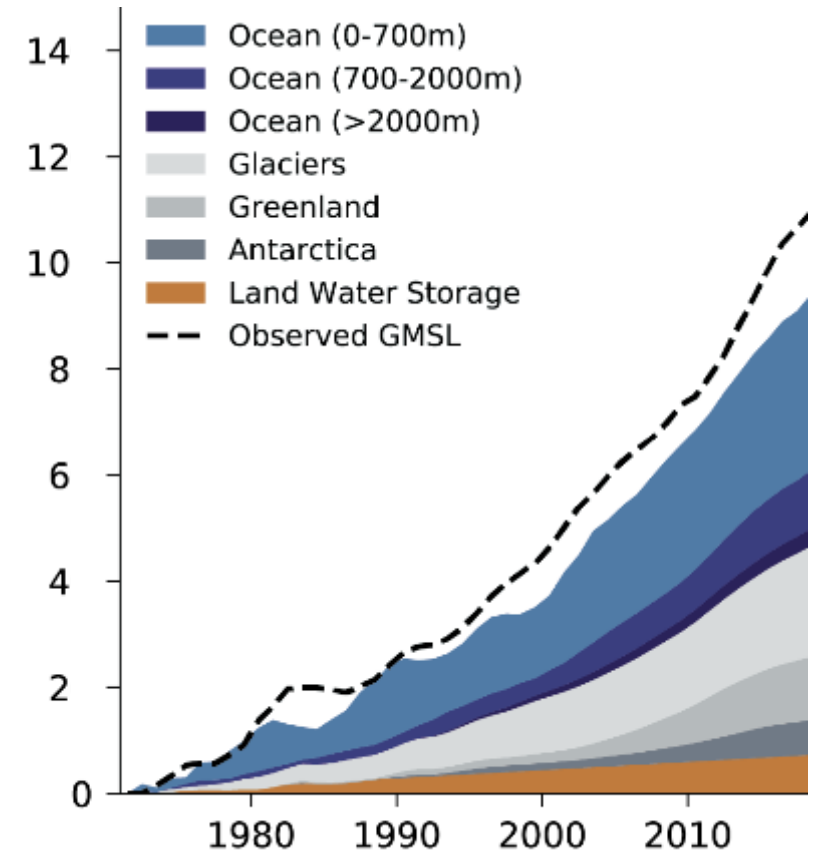 14
12
10
8
6
4
2
0
Ocean (0-700m)
Ocean (700-2000m)
Ocean (>2000m)
Glaciers
Greenland
Antarctica
Land Water Storage
Observed GMSL
1980 1990 2000 2010